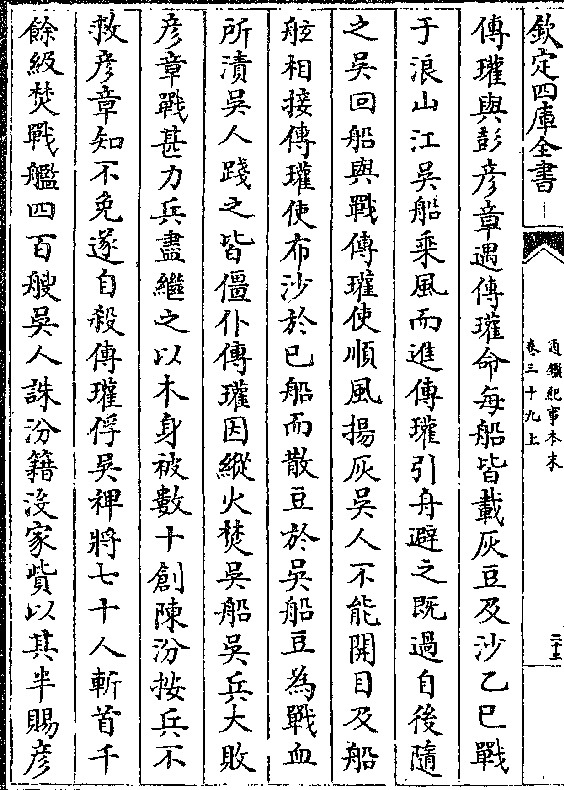 欽定四庫全書
通鑑紀事本末
卷三十九上
二十三
傳瓘與彭彦章遇傳瓘命每船皆載灰豆及沙乙巳戰
于浪山江吳船乗風而進傳瓘引舟避之既過自後隨
之吳回船與戰傳瓘使順風揚灰吳人不能開目及船
舷相接傳瓘使布沙於已船而散豆於吳船豆為戰血
所漬吳人踐之皆僵仆傳瓘因縱火焚吳船吳兵大敗
彦章戰甚力兵盡繼之以木身被數十創陳汾按兵不
救彦章知不免遂自殺傳瓘俘吳禆將七十人斬首千
餘級焚戰艦四百艘吳人誅汾籍沒家貲以其半賜彦